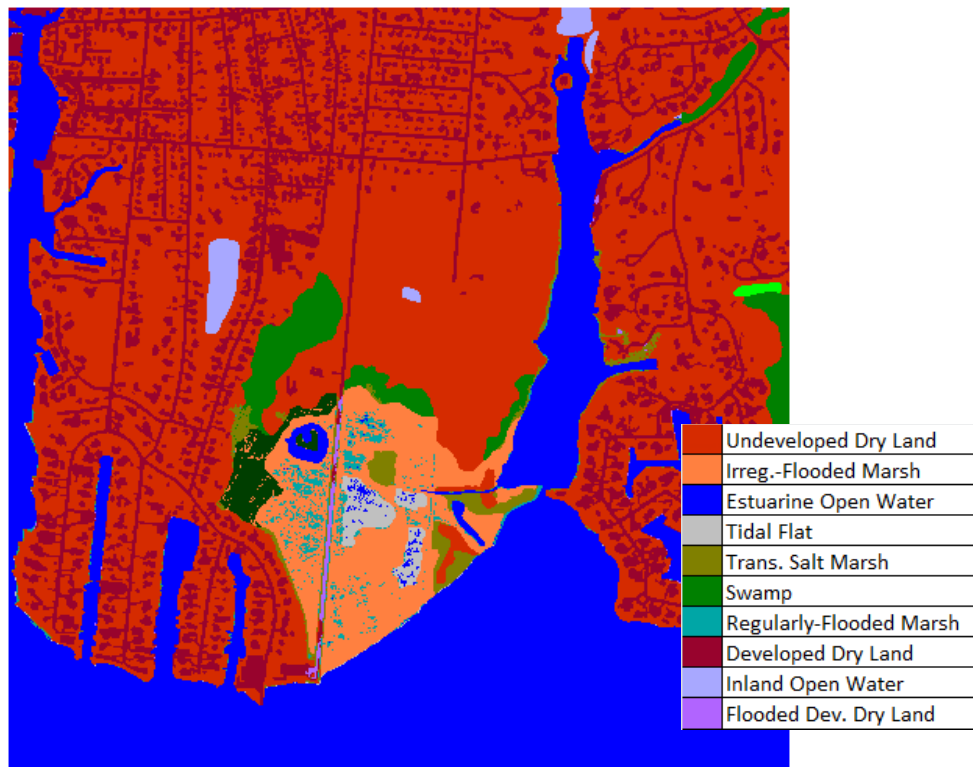 Undeveloped Dry Land
Irreg.-Flooded Marsh
Estuarine Open Water
Tidal Flat
Trans. Salt Marsh
Swamp
Regularly-Flooded Marsh
Developed Dry Land
Inland Open Water
Flooded Dev. Dry Land